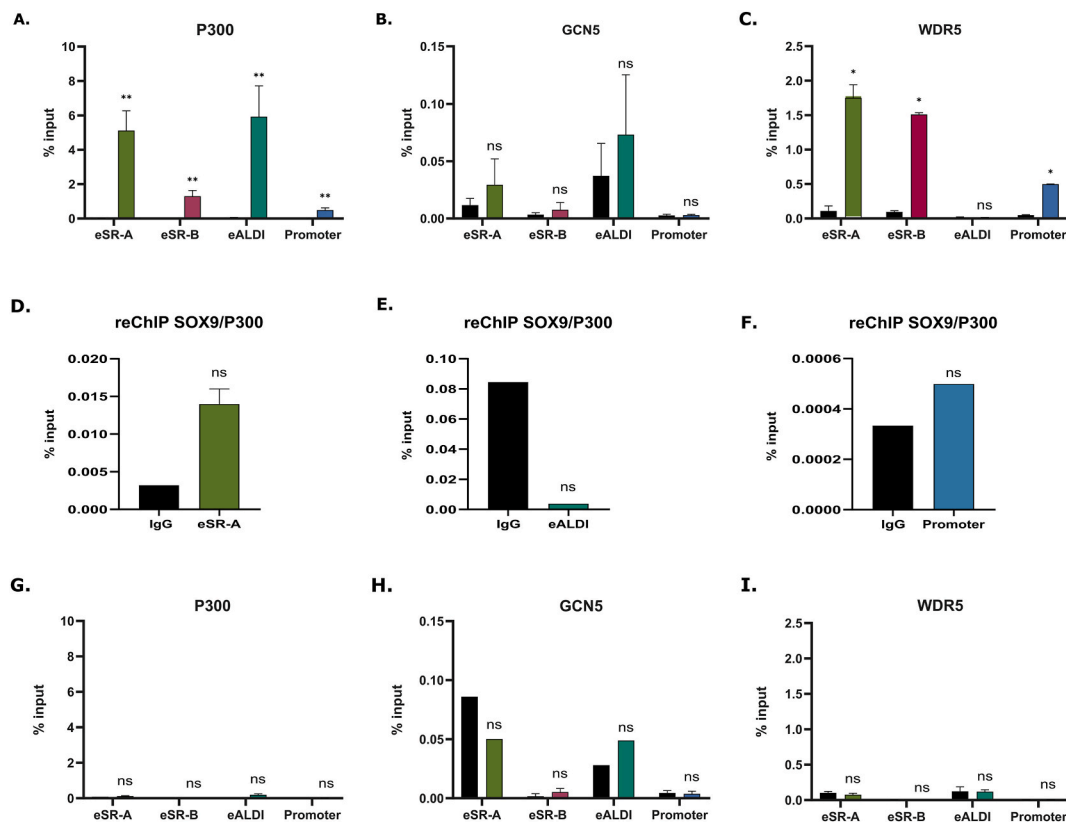 A.
P300
% input
10
8
6
4
2
0
**
**
**
**
eSR-A eSR-B eALDI Promoter
B.
GCN5
% input
0.15
0.10
0.05
0.00
ns
ns
ns
ns
eSR-A eSR-B eALDI Promoter
C.
WDR5
% input
2.5
2.0
1.5
1.0
0.5
0.0
*
*
ns
*
eSR-A eSR-B eALDI Promoter
D.
reChIP SOX9/P300
% input
0.020
0.015
0.010
0.005
0.000
ns
IgG eSR-A
E.
reChIP SOX9/P300
% input
0.10
0.08
0.06
0.04
0.02
0.00
ns
IgG eALDI
F.
reChIP SOX9/P300
% input
0.0006
0.0004
0.0002
0.0000
ns
IgG Promoter
G.
P300
% input
10
8
6
4
2
0
ns ns ns ns
eSR-A eSR-B eALDI Promoter
H.
GCN5
% input
0.15
0.10
0.05
0.00
ns
ns
ns
ns
eSR-A eSR-B eALDI Promoter
I.
WDR5
% input
2.5
2.0
1.5
1.0
0.5
0.0
ns ns ns ns
eSR-A eSR-B eALDI Promoter